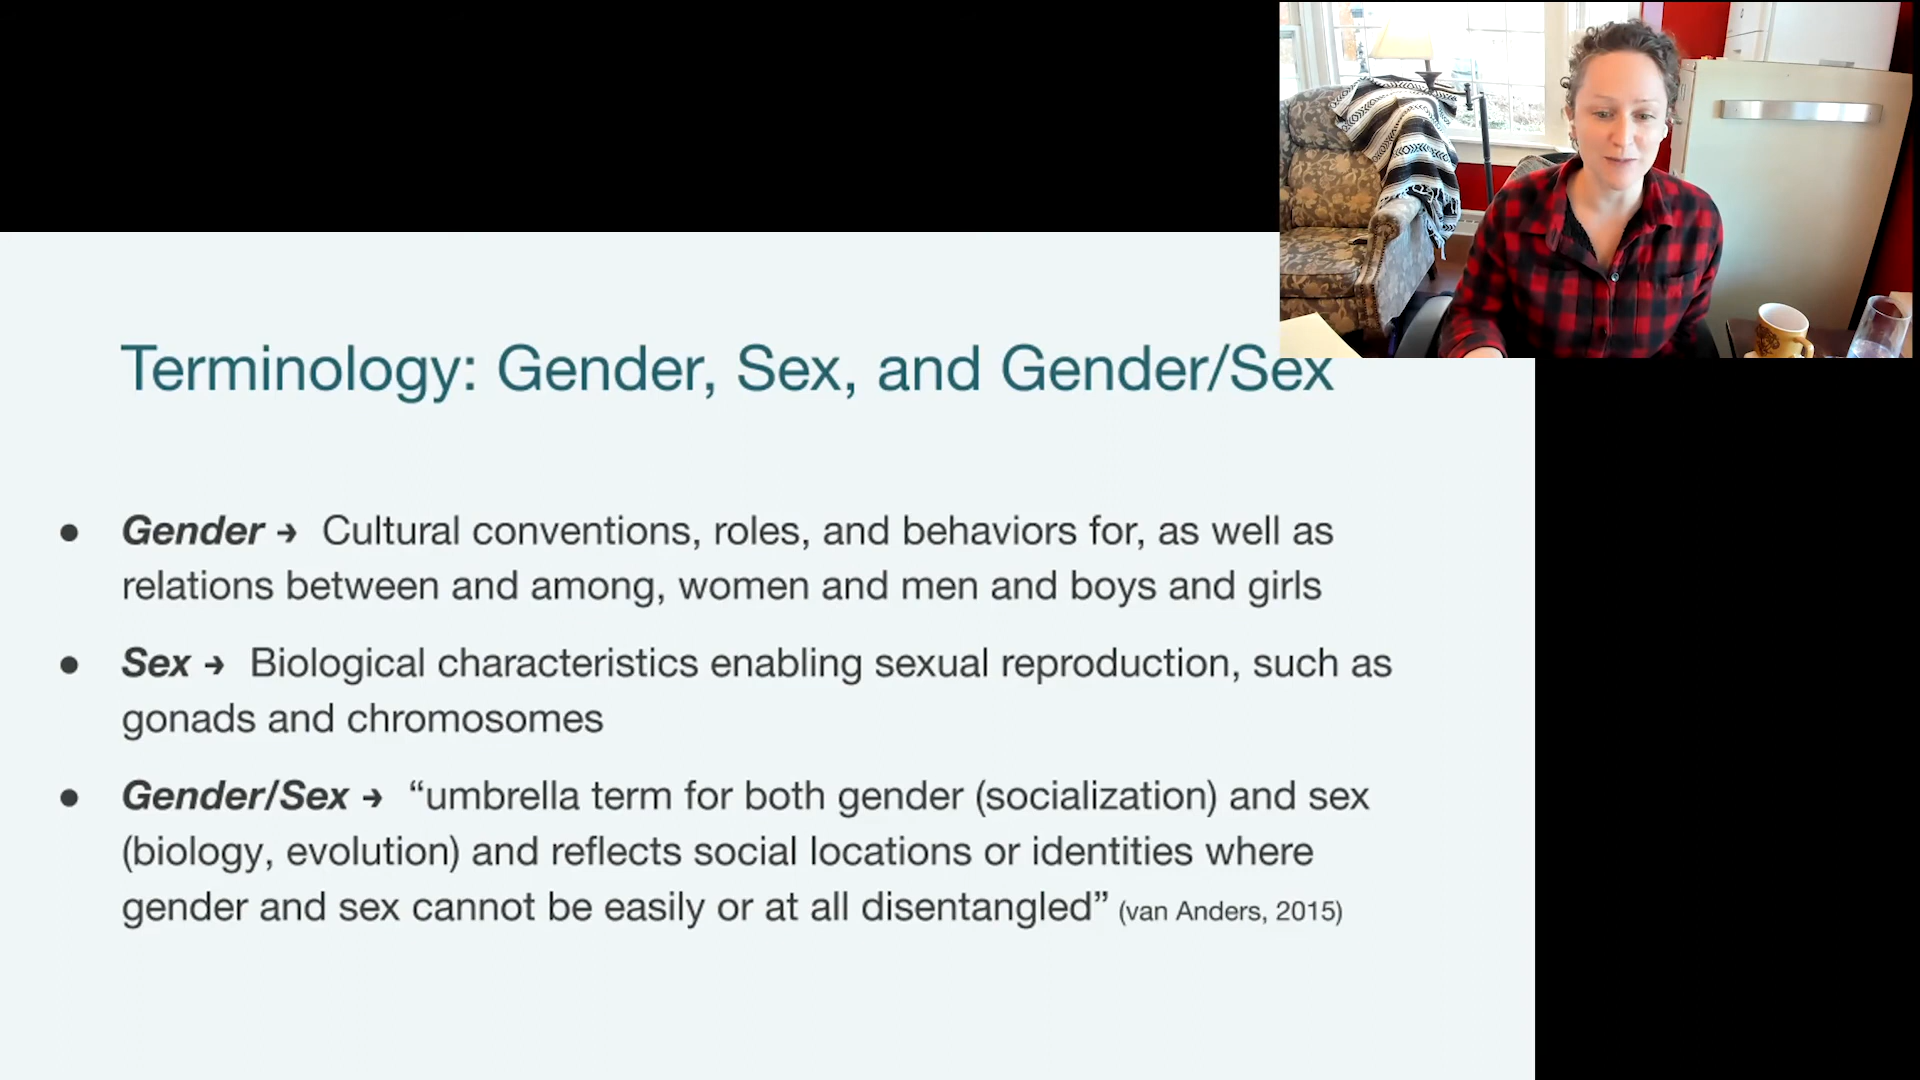 Terminology: Gender, Sex, and Gender/Sex
● Gender → Cultural conventions, roles, and behaviors for, as well as
relations between and among, women and men and boys and girls
● Sex → Biological characteristics enabling sexual reproduction, such as
gonads and chromosomes
● Gender/Sex → “umbrella term for both gender (socialization) and sex
(biology, evolution) and reflects social locations or identities where
gender and sex cannot be easily or at all disentangled” (van Anders, 2015)